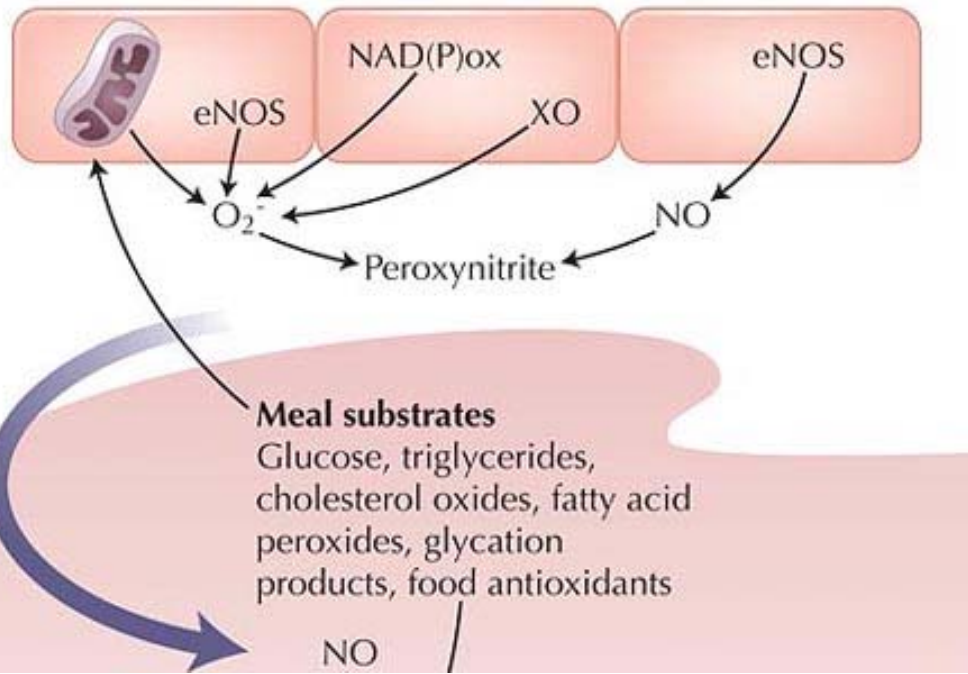 NAD(P)ox
eNOS
eNOS
XO
O₂⁻
NO
Peroxynitrite
Meal substrates
Glucose, triglycerides,
cholesterol oxides, fatty acid
peroxides, glycation
products, food antioxidants
NO